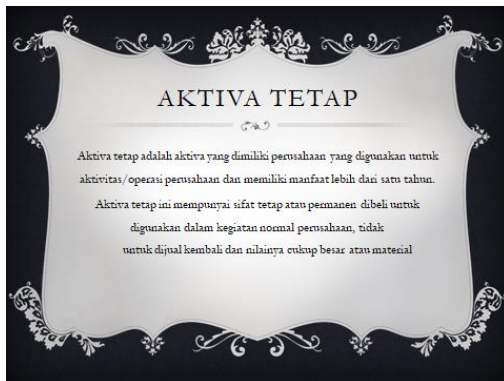 AKTIVA TETAP
Aktiva tetap adalah aktiva yang dimiliki perusahaan yang digunakan untuk
aktivitas/operasi perusahaan dan memiliki manfaat lebih dari satu tahun.
Aktiva tetap ini mempunyai sifat tetap atau permanen dibeli untuk
digunakan dalam kegiatan normal perusahaan, tidak
untuk dijual kembali dan nilainya cukup besar atau material